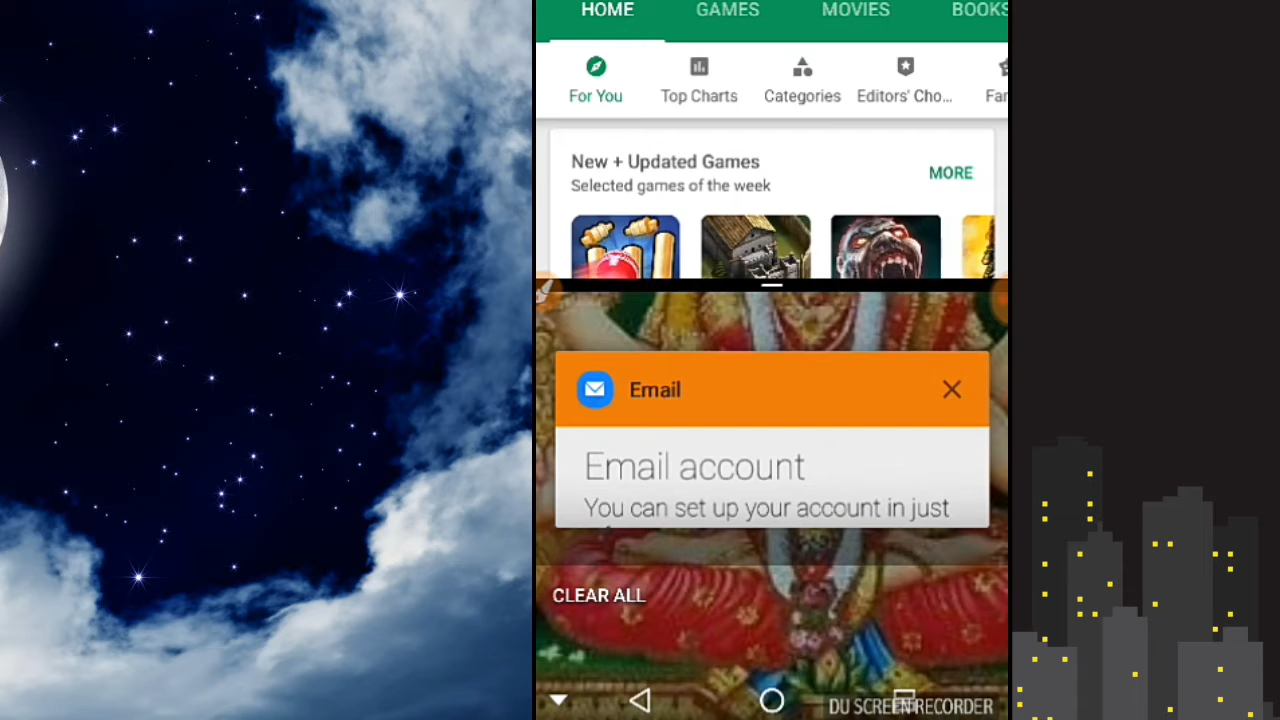 HOME GAMES MOVIES BOOKS
For You Top Charts Categories Editors' Cho...
New + Updated Games
Selected games of the week
MORE
Email
Email account
You can set up your account in just
CLEAR ALL
DU SCREEN RECORDER